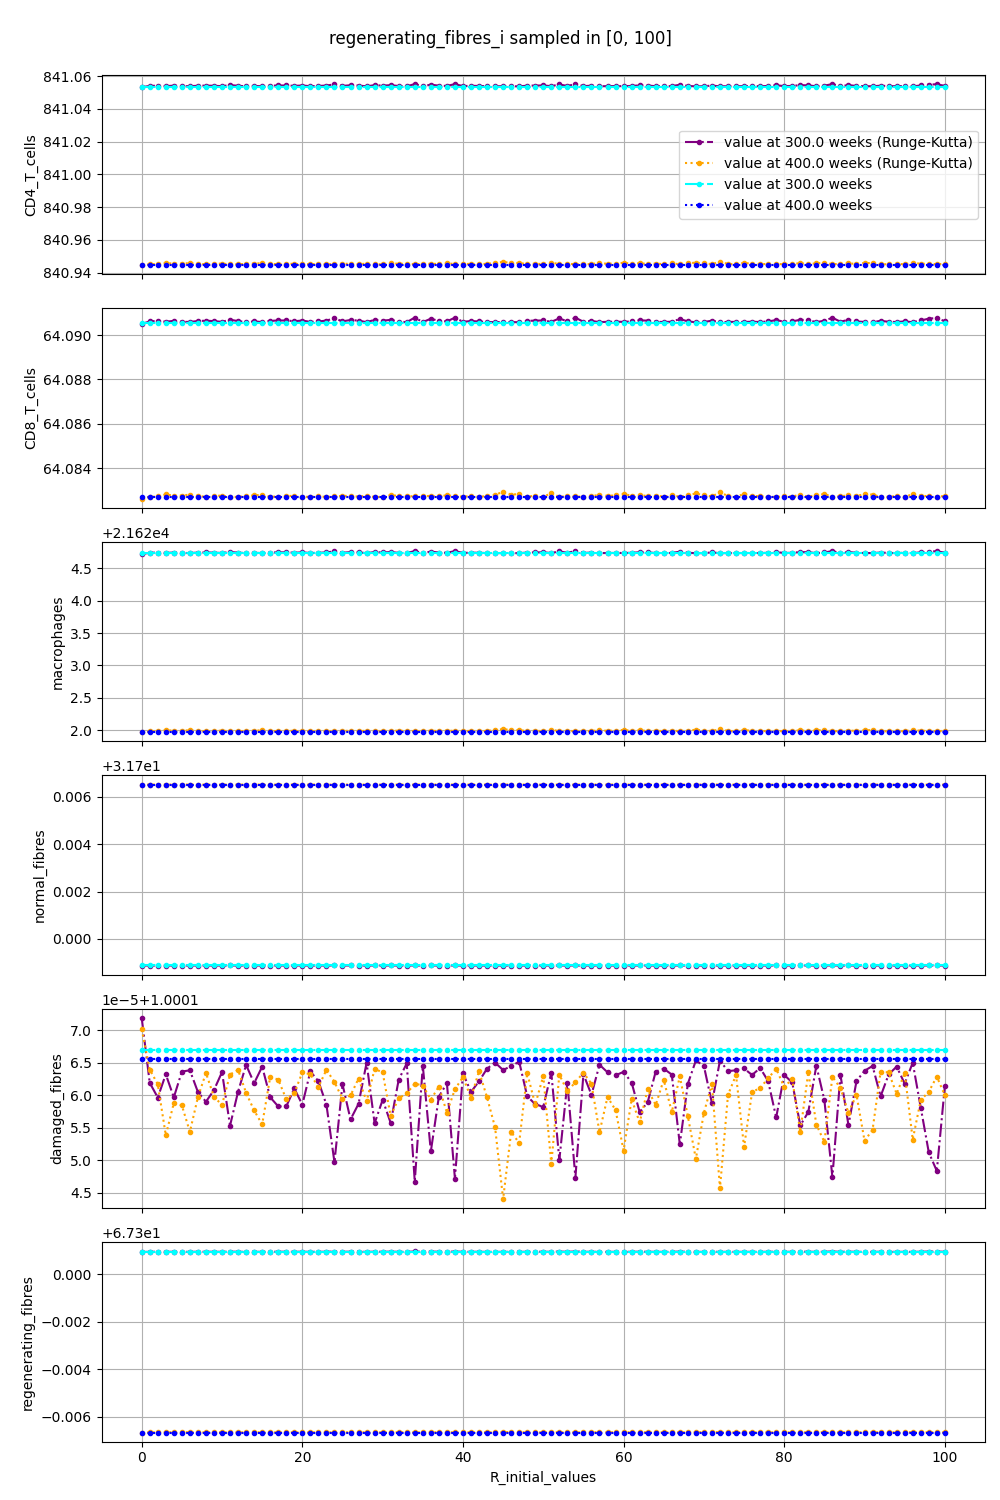 regenerating_fibres_i sampled in [0, 100]
841.06
841.04
841.02
841.00
840.98
840.96
840.94
CD4_T_cells
value at 300.0 weeks (Runge-Kutta)
value at 400.0 weeks (Runge-Kutta)
value at 300.0 weeks
value at 400.0 weeks
64.090
64.088
64.086
64.084
CD8_T_cells
+2.162e4
4.5
4.0
3.5
3.0
2.5
2.0
macrophages
+3.17e1
0.006
0.004
0.002
0.000
normal_fibres
1e−5+1.0001
7.0
6.5
6.0
5.5
5.0
4.5
damaged_fibres
+6.73e1
0.000
−0.002
−0.004
−0.006
regenerating_fibres
0 20 40 60 80 100
R_initial_values